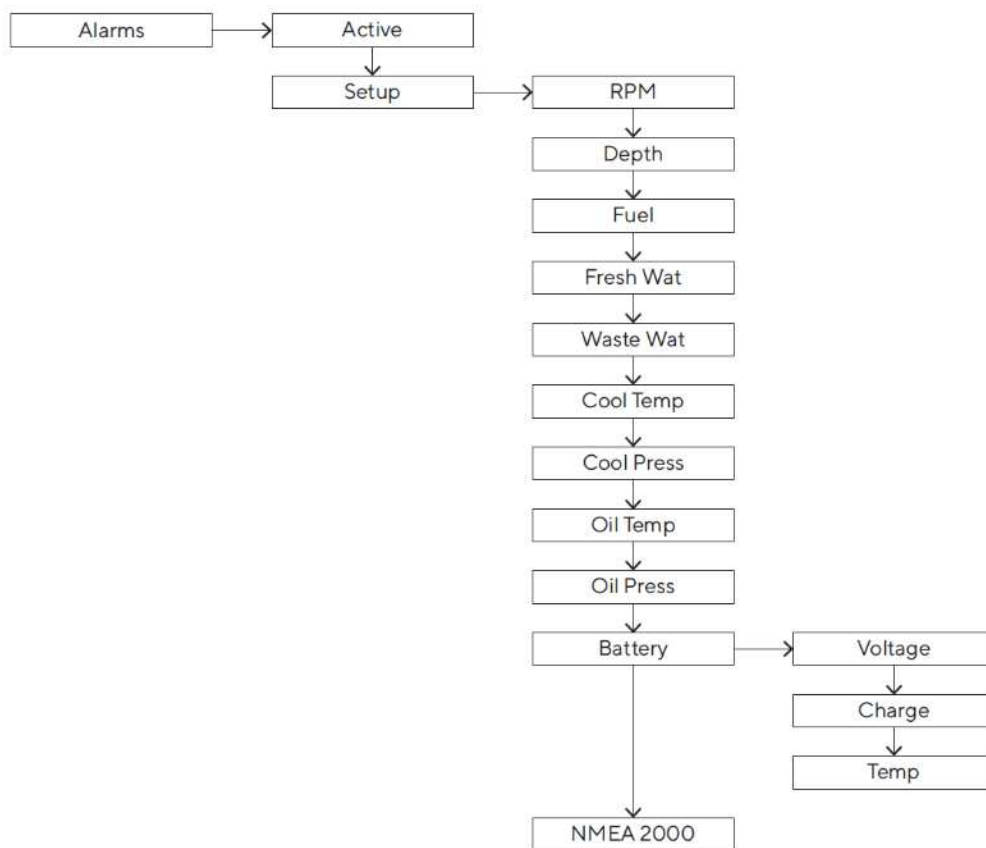 Alarms
Active
Setup
RPM
Depth
Fuel
Fresh Wat
Waste Wat
Cool Temp
Cool Press
Oil Temp
Oil Press
Battery
Voltage
Charge
Temp
NMEA 2000